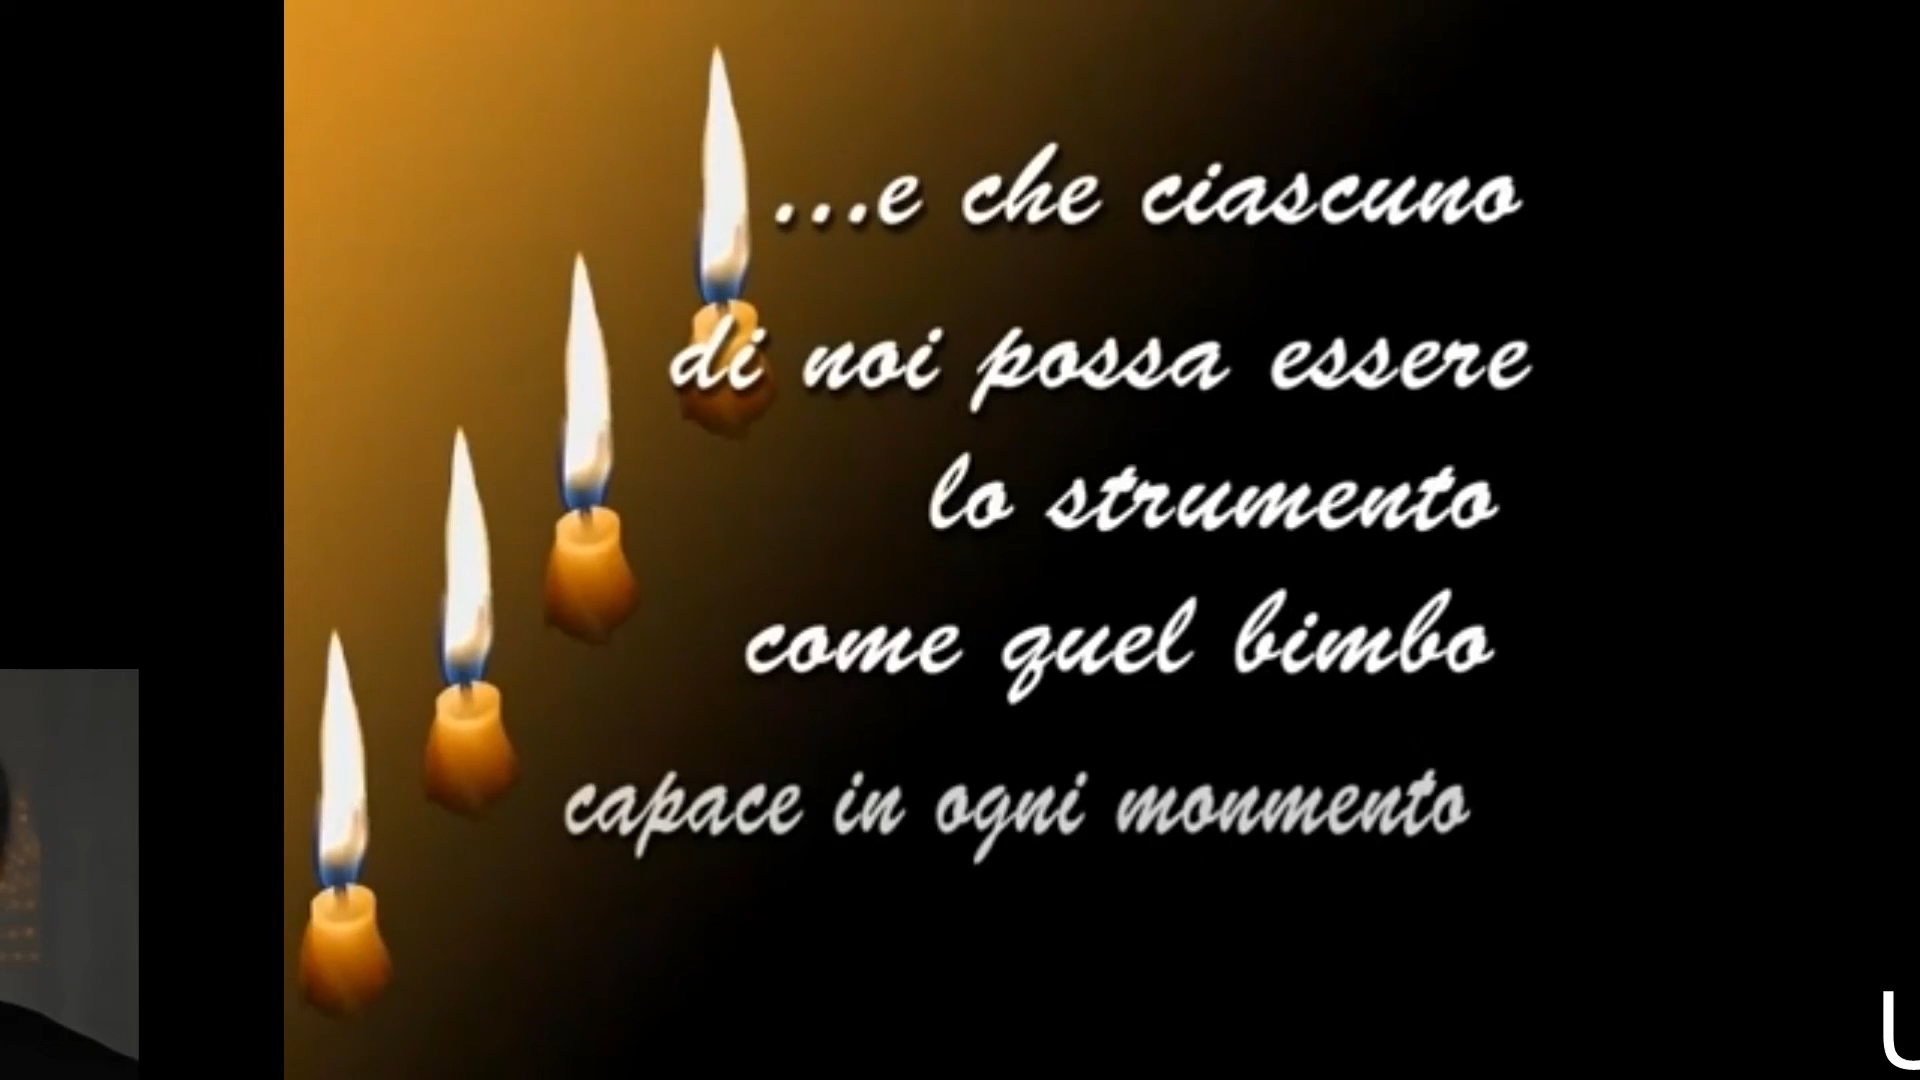 ...e che ciascuno
di noi possa essere
lo strumento
come quel bimbo
capace in ogni monmento